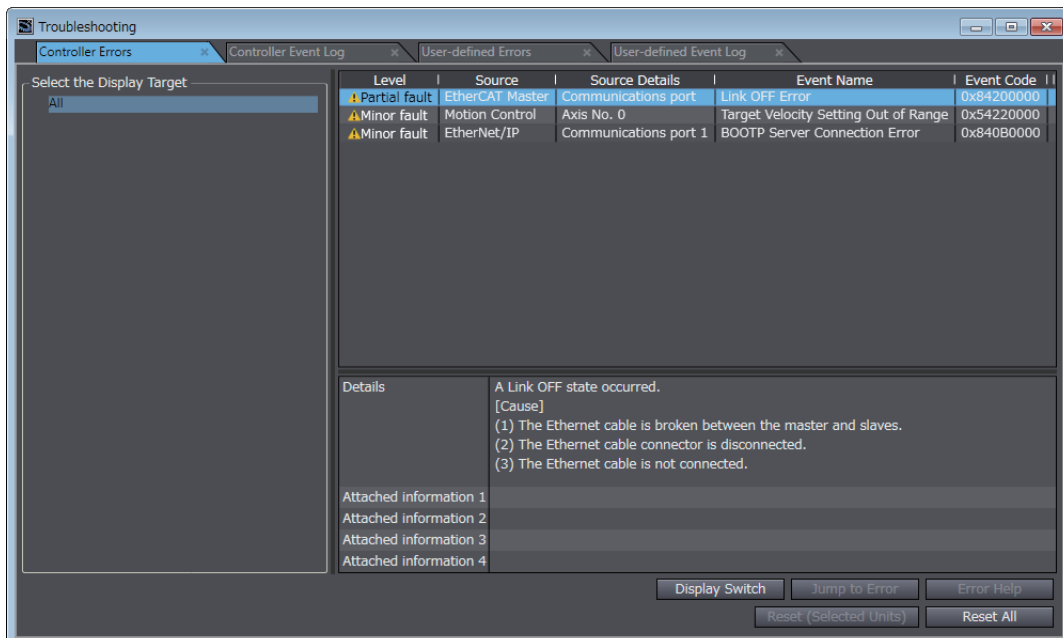 Troubleshooting
Controller Errors Controller Event Log User-defined Errors User-defined Event Log
Select the Display Target
All
Level Source Source Details Event Name Event Code
Partial fault EtherCAT Master Communications port Link OFF Error 0x84200000
Minor fault Motion Control Axis No. 0 Target Velocity Setting Out of Range 0x54220000
Minor fault EtherNet/IP Communications port 1 BOOTP Server Connection Error 0x840B0000
Details A Link OFF state occurred.
[Cause]
(1) The Ethernet cable is broken between the master and slaves.
(2) The Ethernet cable connector is disconnected.
(3) The Ethernet cable is not connected.
Attached information 1
Attached information 2
Attached information 3
Attached information 4
Display Switch Jump to Error Error Help
Reset (Selected Units) Reset All